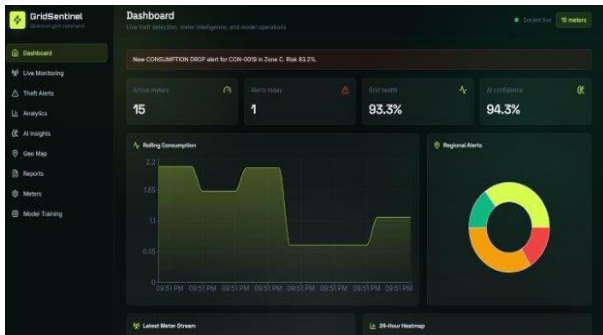 GridSentinel
Quantum grid command
Dashboard
Live Monitoring
Theft Alerts
Analytics
AI Insights
Geo Map
Reports
Meters
Model Training
Dashboard
Live theft detection, meter intelligence, and model operations
Socket live
15 meters
New CONSUMPTION DROP alert for CON-0019 in Zone C. Risk 83.2%.
Active meters
15
Alerts today
1
Grid health
93.3%
AI confidence
94.3%
Rolling Consumption
2.2
1.65
1.1
0.55
0
09:51 PM 09:51 PM 09:51 PM 09:51 PM 09:51 PM 09:51 PM 09:51 PM 09:51 PM
Regional Alerts
Latest Meter Stream
24-Hour Heatmap